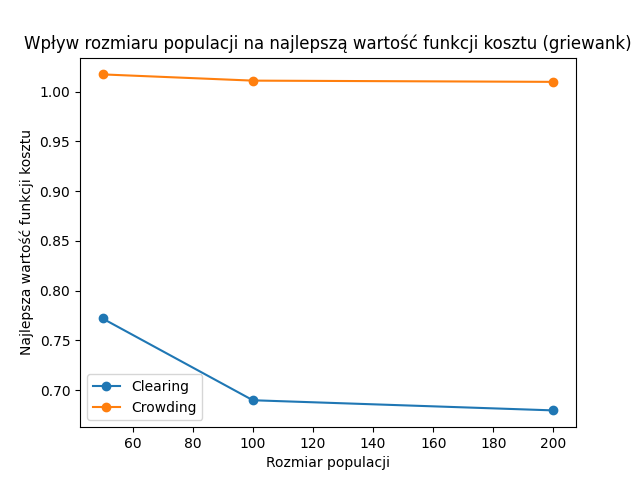 Wpływ rozmiaru populacji na najlepszą wartość funkcji kosztu (griewank)
Najlepsza wartość funkcji kosztu
1.00
0.95
0.90
0.85
0.80
0.75
0.70
Clearing
Crowding
60 80 100 120 140 160 180 200
Rozmiar populacji